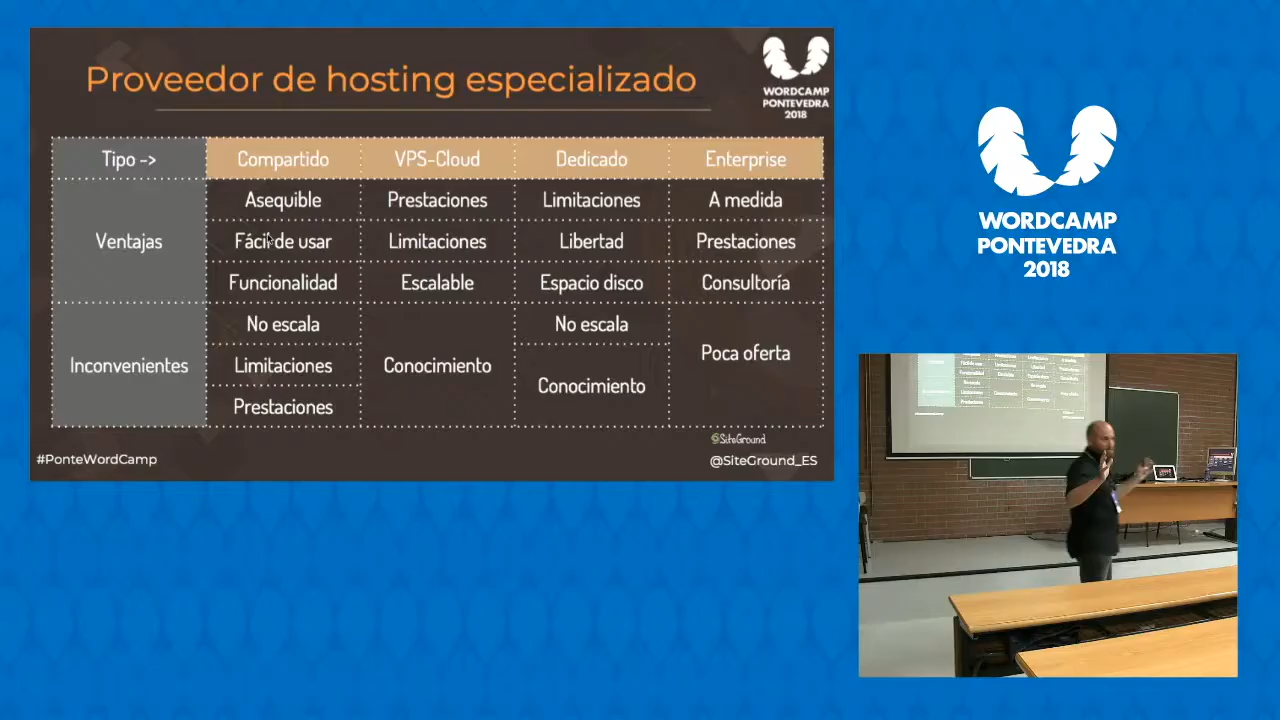 Proveedor de hosting especializado
WORDCAMP
PONTEVEDRA
2018
Tipo -> Compartido VPS-Cloud Dedicado Enterprise
Ventajas
Asequible Prestaciones Limitaciones A medida
Fácil de usar Limitaciones Libertad Prestaciones
Funcionalidad Escalable Espacio disco Consultoría
Inconvenientes
No escala Conocimiento No escala Poca oferta
Limitaciones Conocimiento
Prestaciones
SiteGround
#PonteWordCamp
@SiteGround_ES
WORDCAMP
PONTEVEDRA
2018